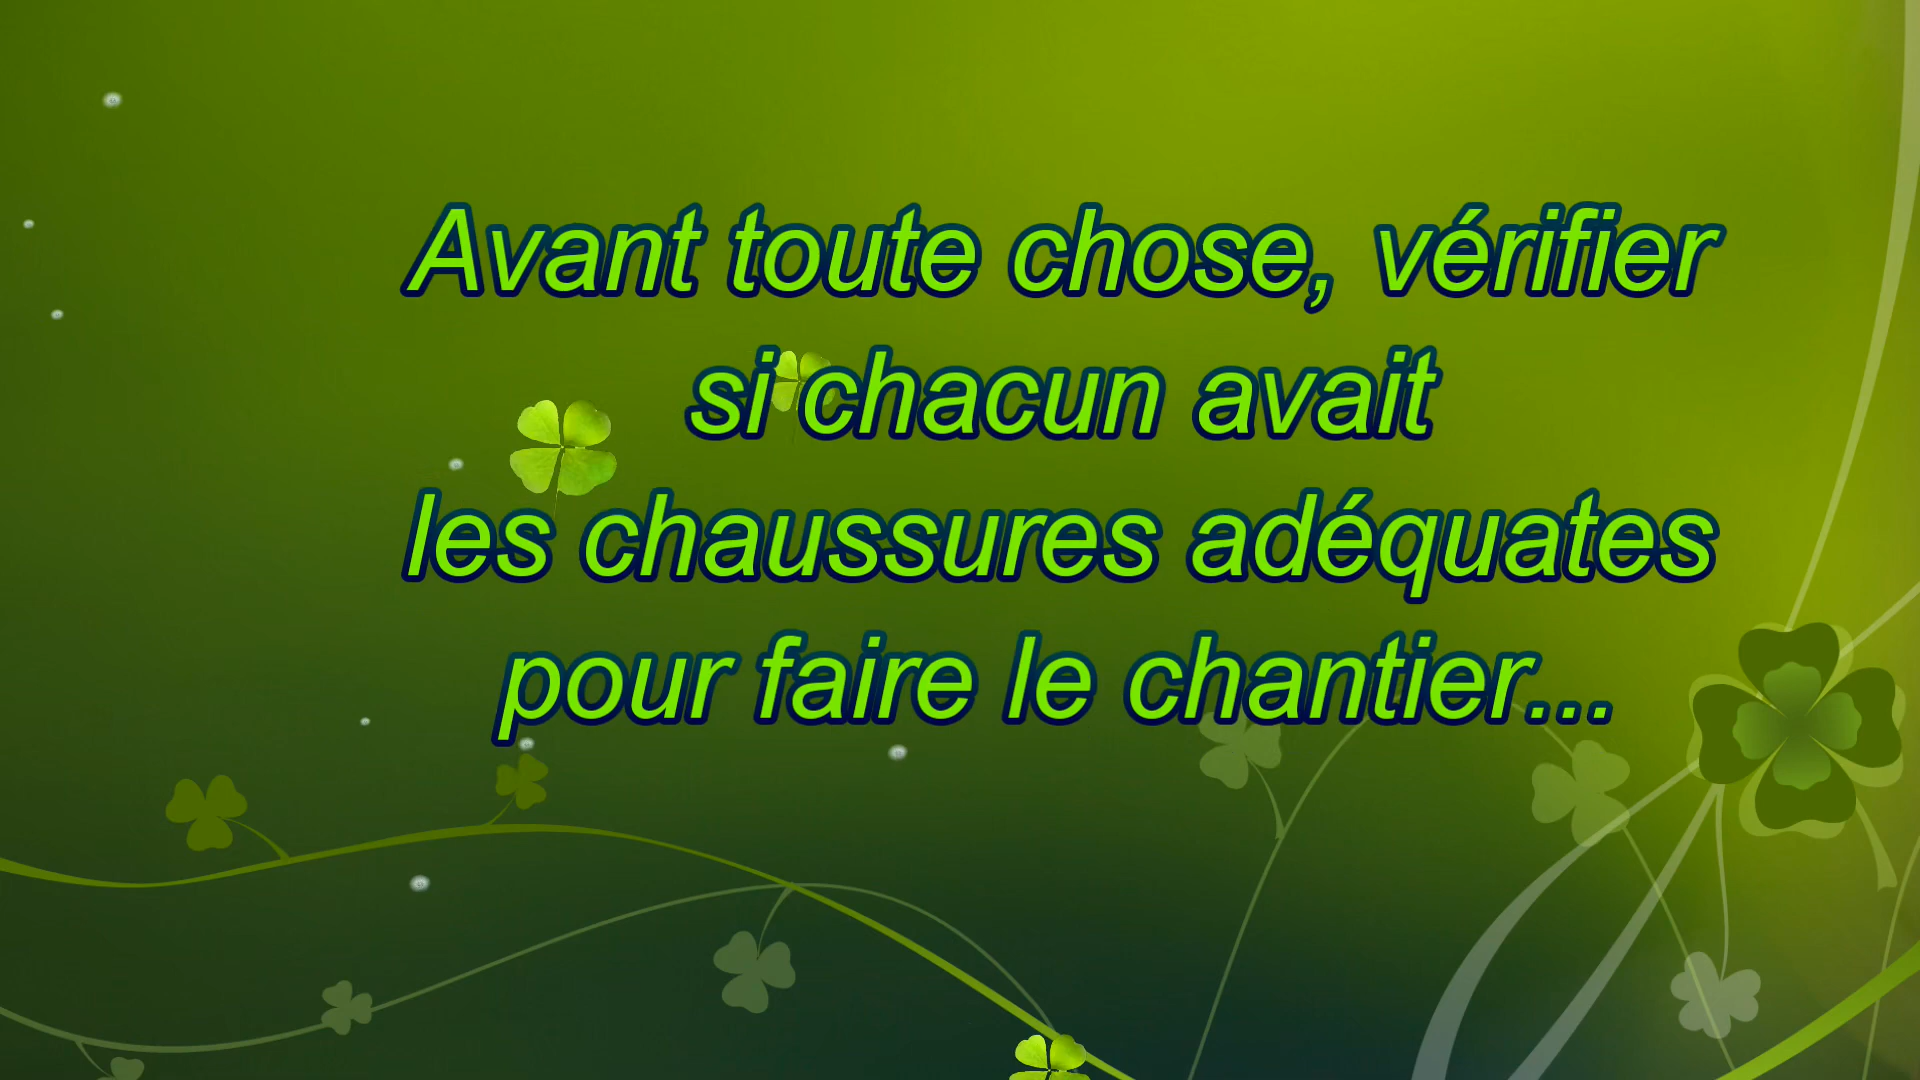 Avant toute chose, vérifier
si chacun avait
les chaussures adéquates
pour faire le chantier...